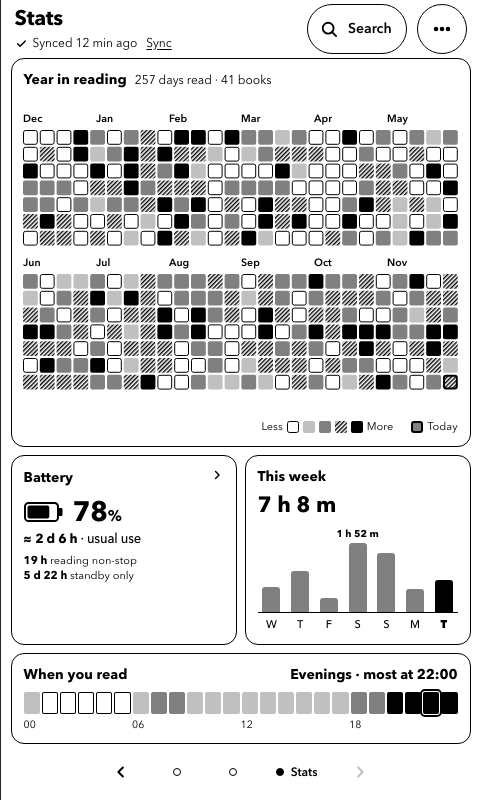 Stats
Synced 12 min ago Sync
Search
Year in reading 257 days read · 41 books
Dec Jan Feb Mar Apr May
Jun Jul Aug Sep Oct Nov
Less More Today
Battery
78%
≈ 2 d 6 h · usual use
19 h reading non-stop
5 d 22 h standby only
This week
7 h 8 m
1 h 52 m
W T F S S M T
When you read Evenings · most at 22:00
00 06 12 18
Stats